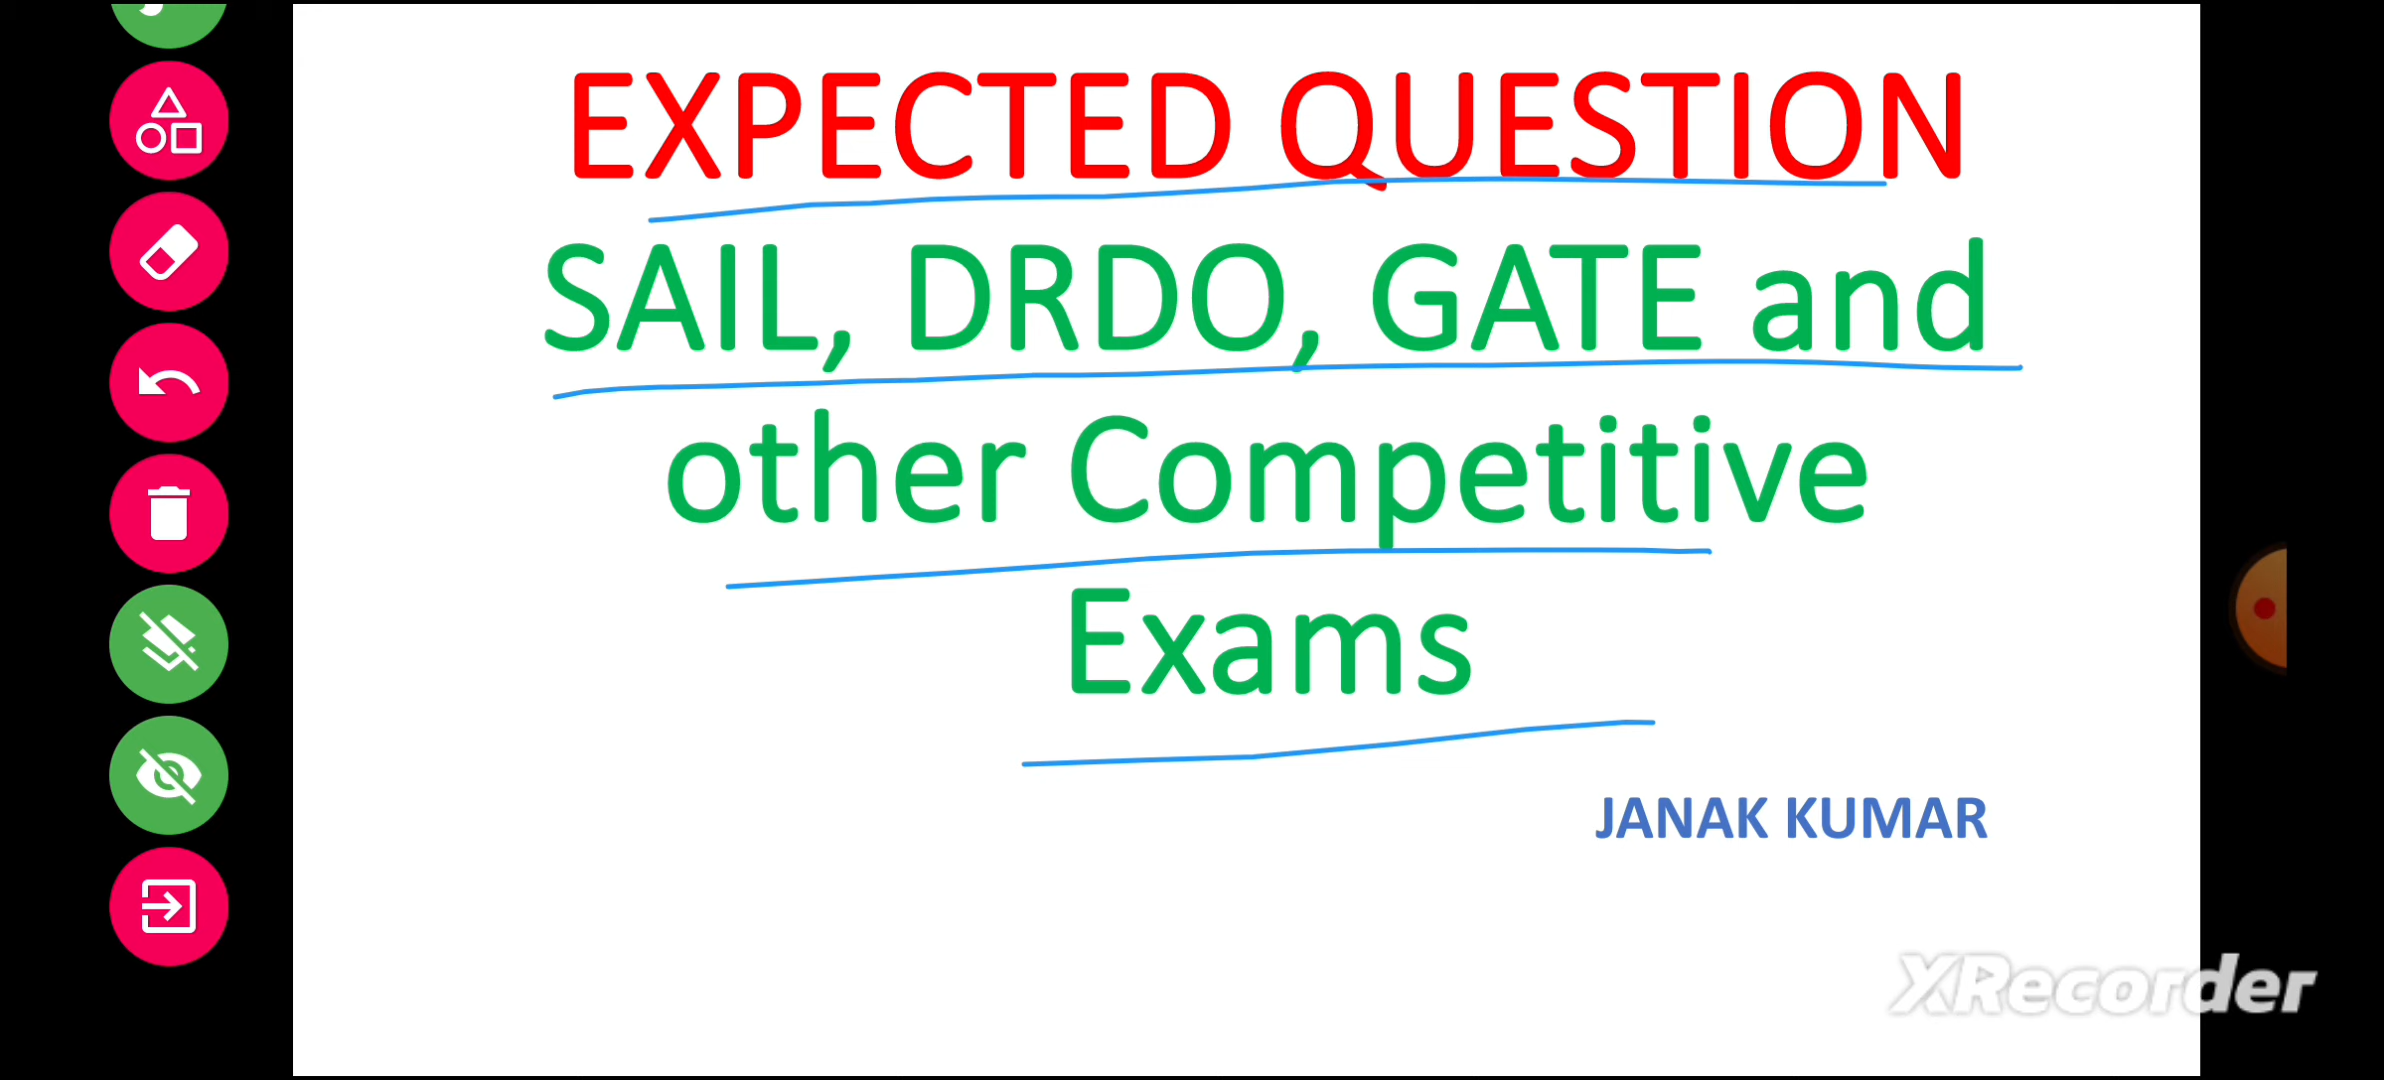 EXPECTED QUESTION
SAIL, DRDO, GATE and
other Competitive
Exams
JANAK KUMAR
XRecorder